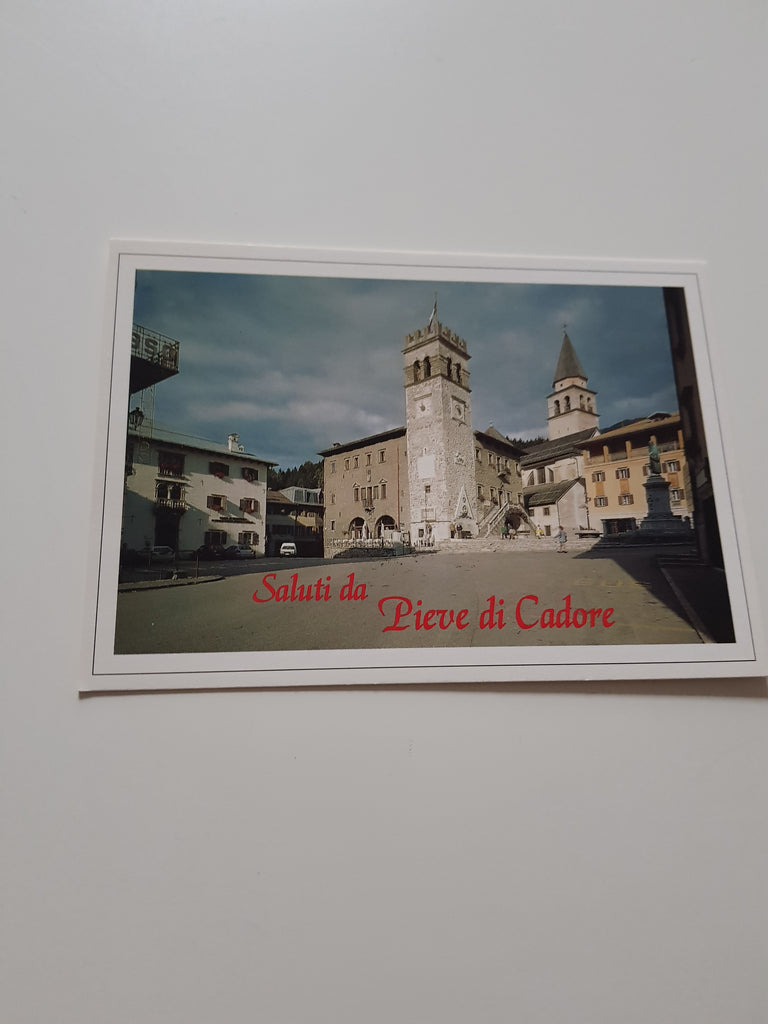 Saluti da
Pieve di Cadore